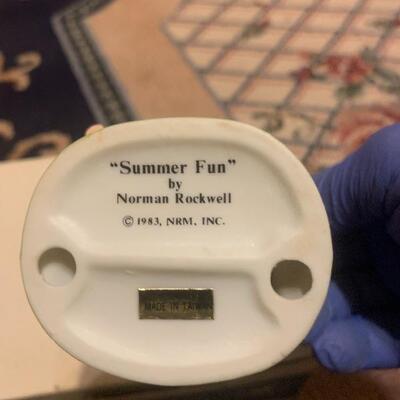 "Summer Fun"
by
Norman Rockwell
© 1983, NRM, INC.
MADE IN TAIWAN